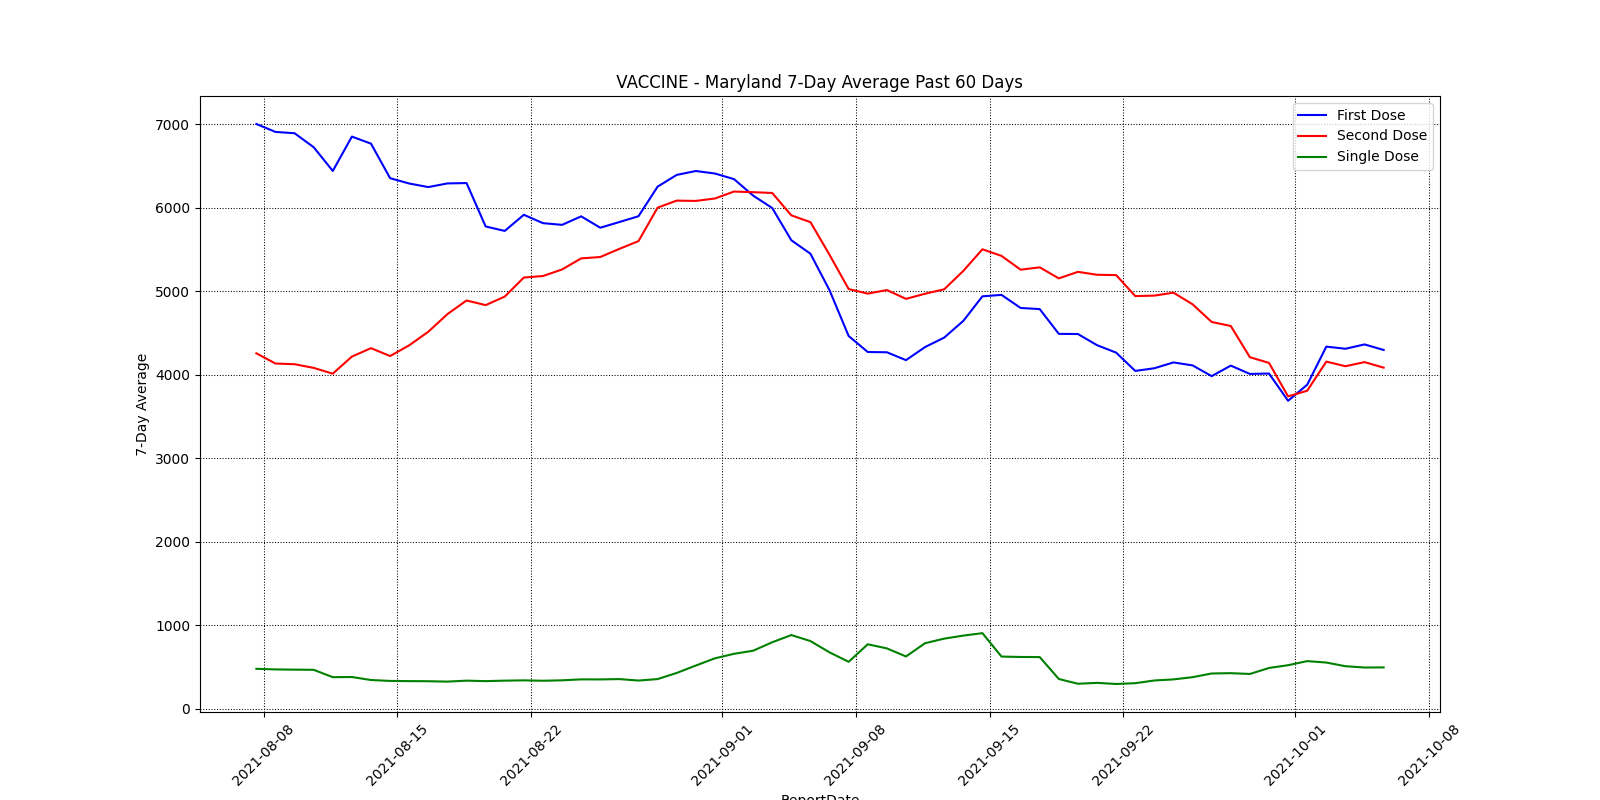 VACCINE - Maryland 7-Day Average Past 60 Days
First Dose
Second Dose
Single Dose
7-Day Average
7000
6000
5000
4000
3000
2000
1000
0
2021-08-08
2021-08-15
2021-08-22
2021-09-01
2021-09-08
2021-09-15
2021-09-22
2021-10-01
2021-10-08
ReportDate